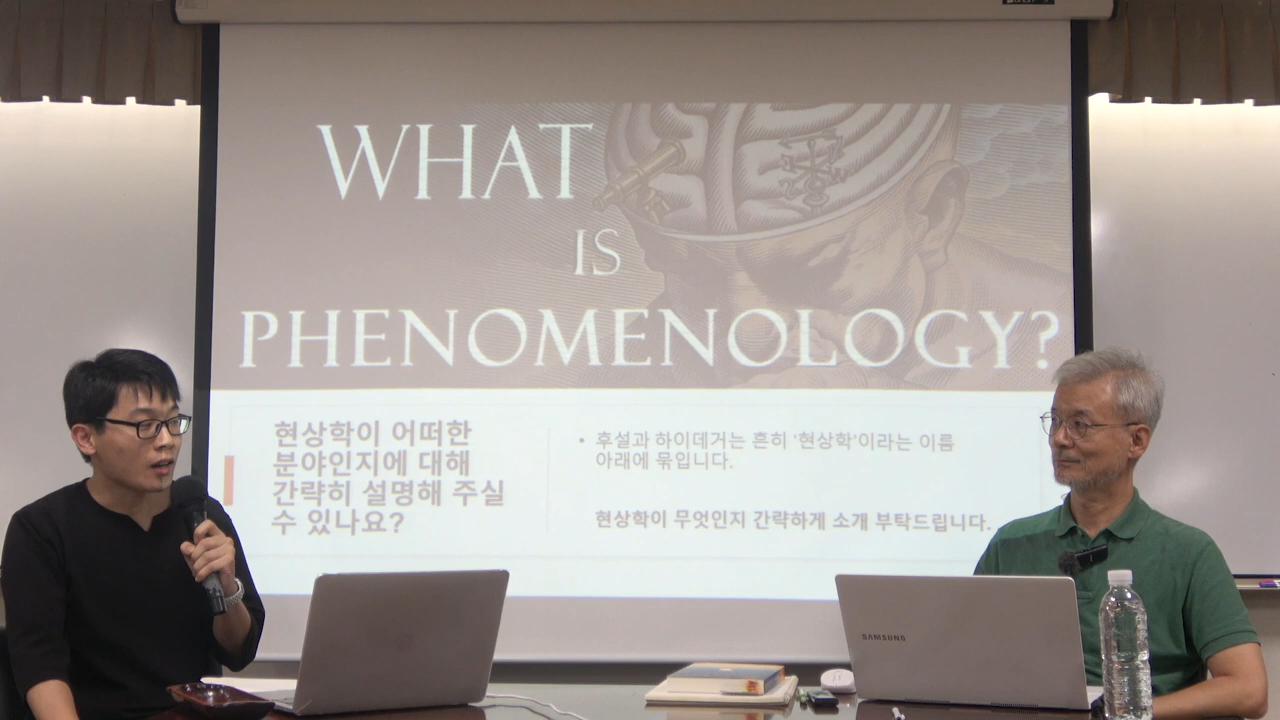 WHAT
IS
PHENOMENOLOGY?
현상학이 어떠한
분야인지에 대해
간략히 설명해 주실
수 있나요?
• 후설과 하이데거는 흔히 '현상학'이라는 이름
아래에 묶입니다.
현상학이 무엇인지 간략하게 소개 부탁드립니다.
SAMSUNG